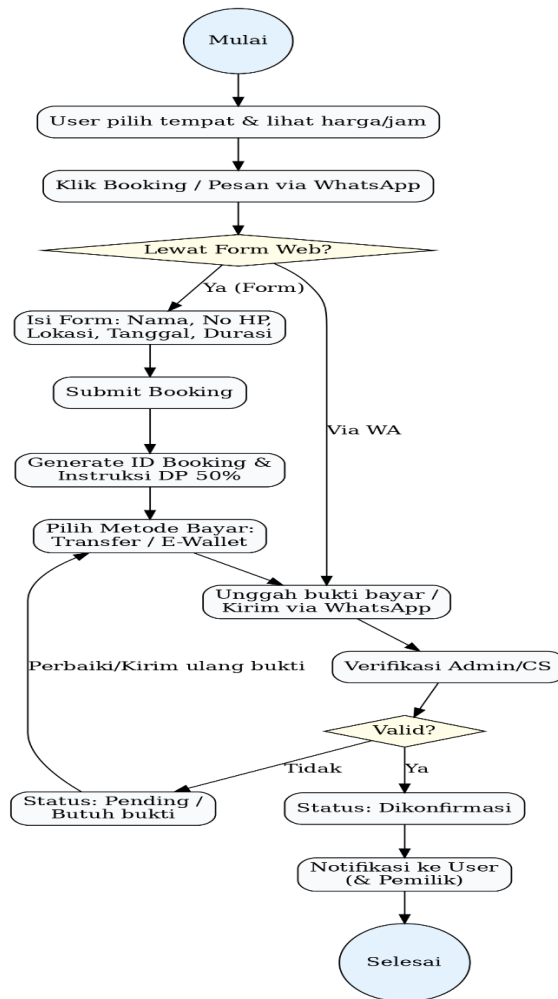 Mulai
User pilih tempat & lihat harga/jam
Klik Booking / Pesan via WhatsApp
Lewat Form Web?
Ya (Form)
Isi Form: Nama, No HP,
Lokasi, Tanggal, Durasi
Submit Booking
Via WA
Generate ID Booking &
Instruksi DP 50%
Pilih Metode Bayar:
Transfer / E-Wallet
Unggah bukti bayar /
Kirim via WhatsApp
Perbaiki/Kirim ulang bukti
Verifikasi Admin/CS
Valid?
Tidak
Ya
Status: Pending /
Butuh bukti
Status: Dikonfirmasi
Notifikasi ke User
(& Pemilik)
Selesai